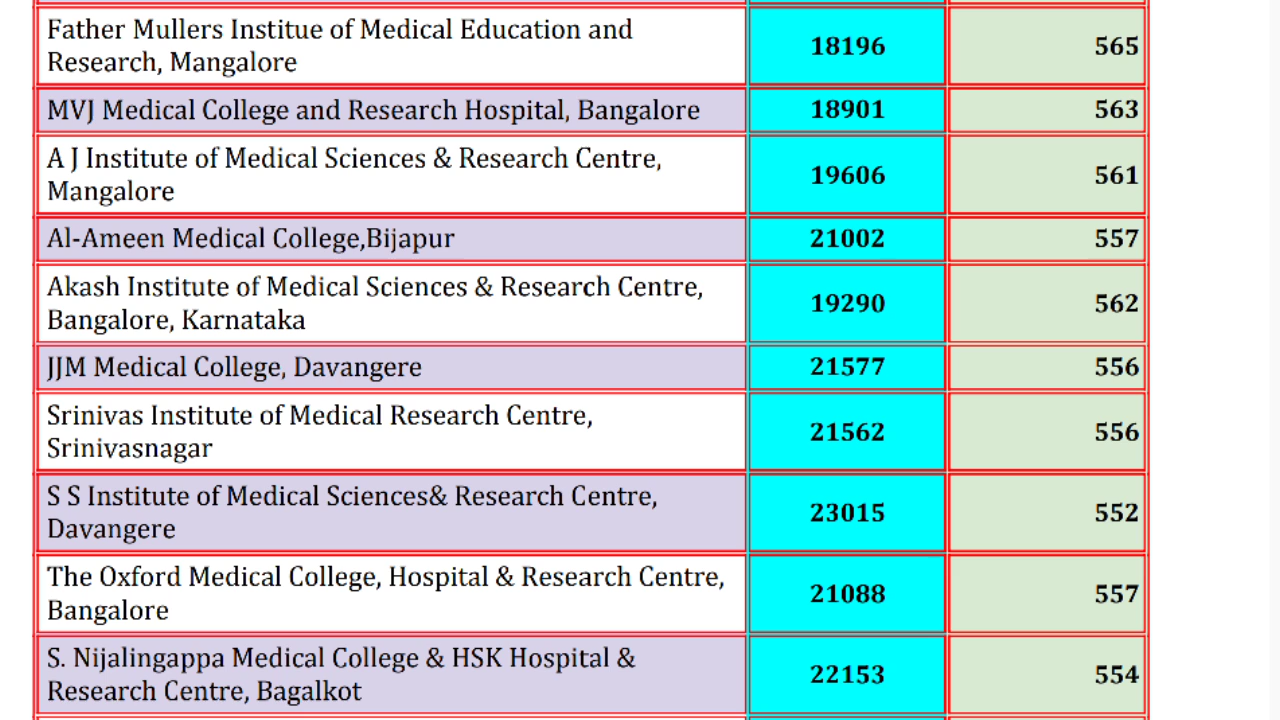 Father Mullers Institue of Medical Education and
Research, Mangalore
18196
565
MVJ Medical College and Research Hospital, Bangalore
18901
563
A J Institute of Medical Sciences & Research Centre,
Mangalore
19606
561
Al-Ameen Medical College,Bijapur
21002
557
Akash Institute of Medical Sciences & Research Centre,
Bangalore, Karnataka
19290
562
JJM Medical College, Davangere
21577
556
Srinivas Institute of Medical Research Centre,
Srinivasnagar
21562
556
S S Institute of Medical Sciences& Research Centre,
Davangere
23015
552
The Oxford Medical College, Hospital & Research Centre,
Bangalore
21088
557
S. Nijalingappa Medical College & HSK Hospital &
Research Centre, Bagalkot
22153
554